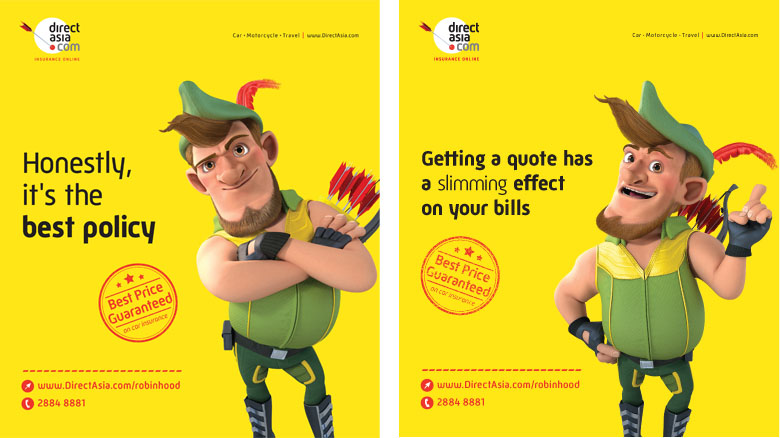 direct
asia
.com
INSURANCE ONLINE
Car • Motorcycle • Travel | www.DirectAsia.com
Honestly,
it's the
best policy
Best Price
Guaranteed
on car insurance
www.DirectAsia.com/robinhood
2884 8881
direct
asia
.com
INSURANCE ONLINE
Car • Motorcycle • Travel | www.DirectAsia.com
Getting a quote has
a slimming effect
on your bills
Best Price
Guaranteed
on car insurance
www.DirectAsia.com/robinhood
2884 8881